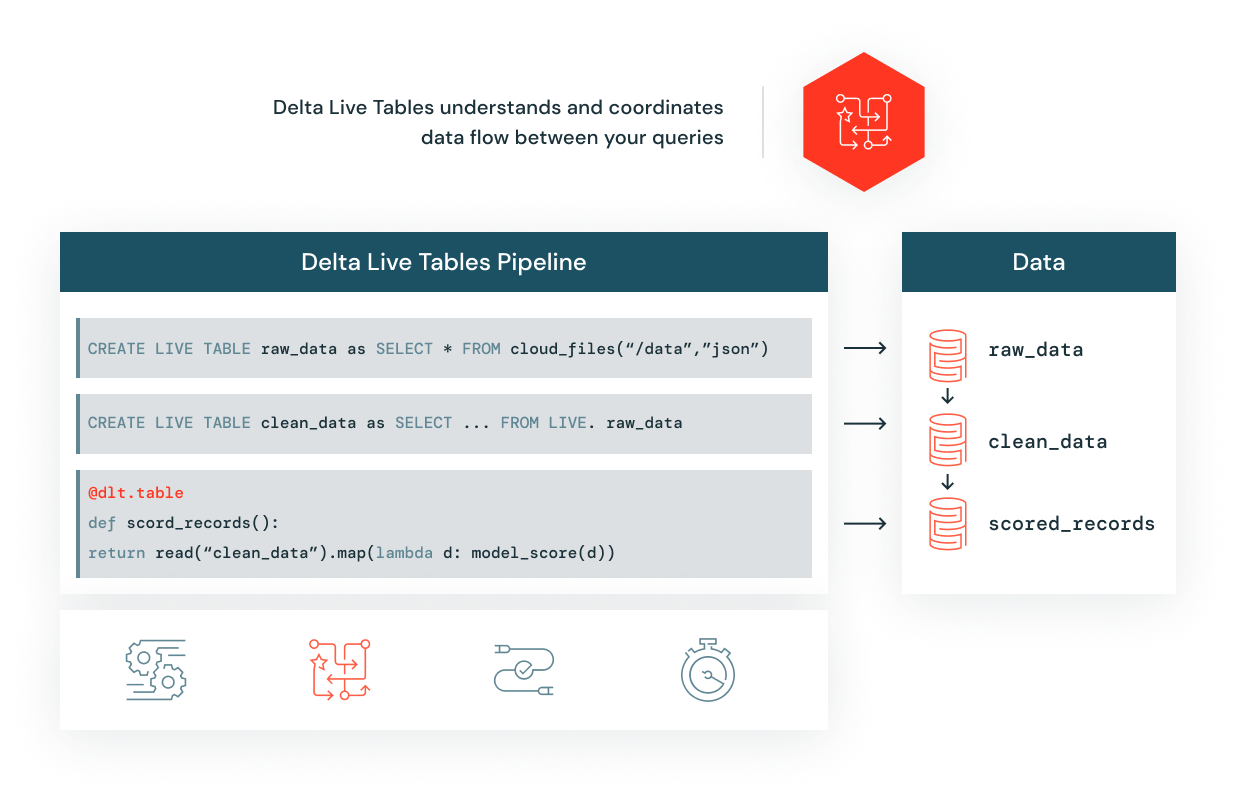 Delta Live Tables understands and coordinates
data flow between your queries
Delta Live Tables Pipeline
CREATE LIVE TABLE raw_data as SELECT * FROM cloud_files(“/data”,”json”)
CREATE LIVE TABLE clean_data as SELECT ... FROM LIVE. raw_data
@dlt.table
def scord_records():
return read(“clean_data”).map(lambda d: model_score(d))
Data
raw_data
clean_data
scored_records